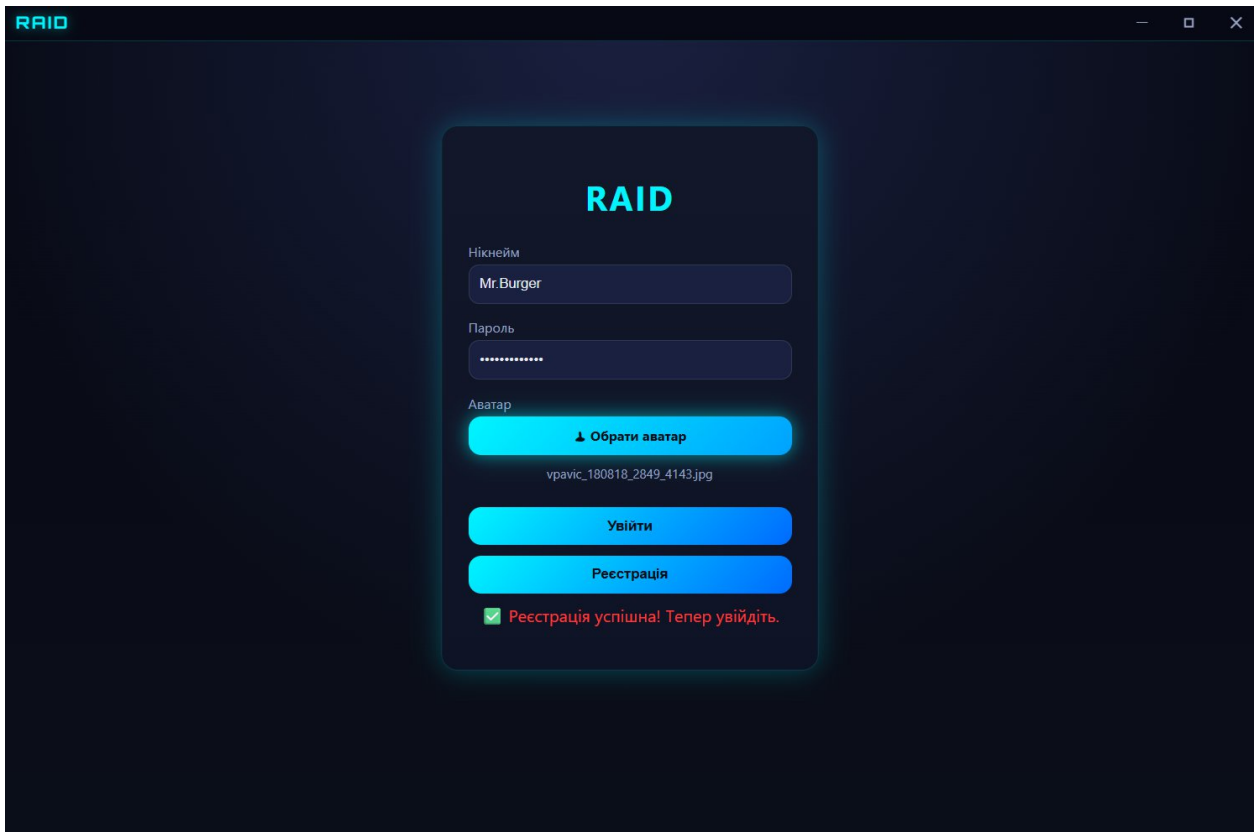 RAID
RAID
Нікнейм
Mr.Burger
Пароль
•••••••••••••
Аватар
Обрати аватар
vpavic_180818_2849_4143.jpg
Увійти
Реєстрація
✅ Реєстрація успішна! Тепер увійдіть.